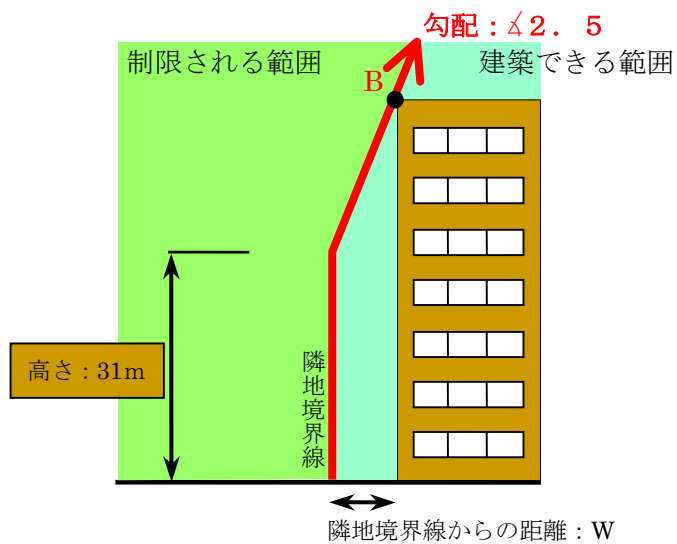 勾配：∡２．５
制限される範囲
建築できる範囲
B
高さ：31m
隣地境界線
隣地境界線からの距離：W